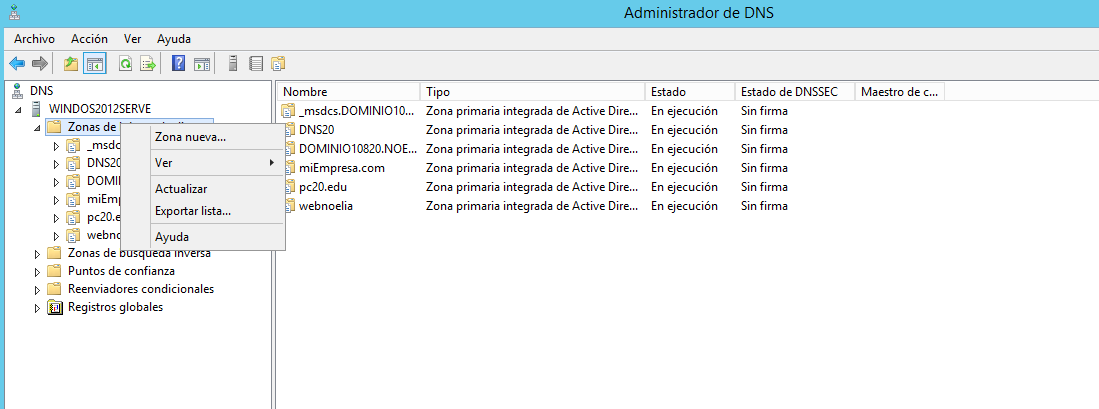 Administrador de DNS
Archivo Acción Ver Ayuda
DNS
WINDOS2012SERVE
Zonas de
_msdc
DNS20
DOMI
miEm
pc20.e
webno
Zonas de búsqueda inversa
Puntos de confianza
Reenviadores condicionales
Registros globales
Zona nueva...
Ver
Actualizar
Exportar lista...
Ayuda
Nombre Tipo Estado Estado de DNSSEC Maestro de c...
_msdcs.DOMINIO10... Zona primaria integrada de Active Dire... En ejecución Sin firma
DNS20 Zona primaria integrada de Active Dire... En ejecución Sin firma
DOMINIO10820.NOE... Zona primaria integrada de Active Dire... En ejecución Sin firma
miEmpresa.com Zona primaria integrada de Active Dire... En ejecución Sin firma
pc20.edu Zona primaria integrada de Active Dire... En ejecución Sin firma
webnoelia Zona primaria integrada de Active Dire... En ejecución Sin firma